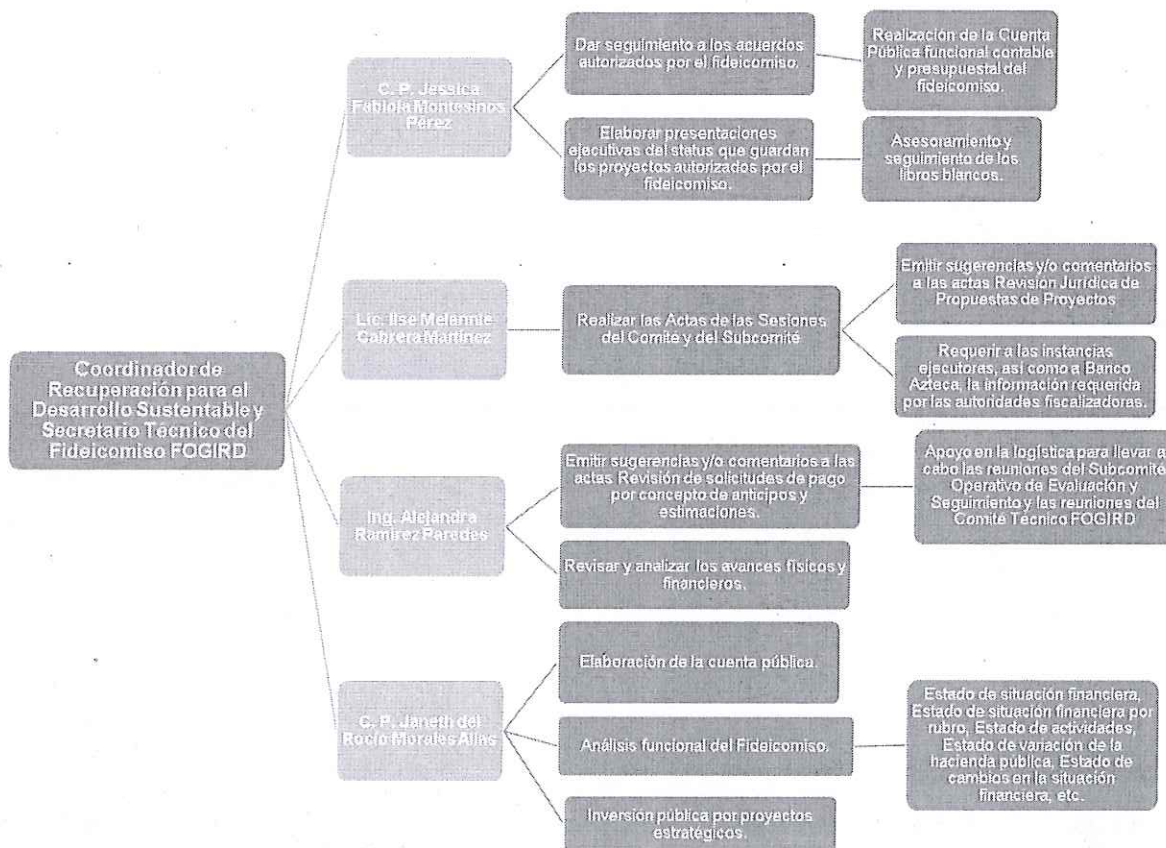 Coordinador de
Recuperación para el
Desarrollo Sustentable y
Secretario Técnico del
Fideicomiso FOGIRD
C. P. Jessica
Fabiola Montesinos
Pérez
Dar seguimiento a los acuerdos
autorizados por el fideicomiso.
Realización de la Cuenta
Pública funcional contable
y presupuestal del
fideicomiso.
Elaborar presentaciones
ejecutivas del status que guardan
los proyectos autorizados por el
fideicomiso.
Asesoramiento y
seguimiento de los
libros blancos.
Lic. Ilse Melannie
Cabrera Martínez
Realizar las Actas de las Sesiones
del Comité y del Subcomité
Emitir sugerencias y/o comentarios
a las actas Revisión Jurídica de
Propuestas de Proyectos
Requerir a las instancias
ejecutoras, así como a Banco
Azteca, la información requerida
por las autoridades fiscalizadoras.
Ing. Alejandra
Ramírez Paredes
Emitir sugerencias y/o comentarios a las
actas Revisión de solicitudes de pago
por concepto de anticipos y
estimaciones.
Apoyo en la logística para llevar a
cabo las reuniones del Subcomité
Operativo de Evaluación y
Seguimiento y las reuniones del
Comité Técnico FOGIRD
Revisar y analizar los avances físicos y
financieros.
C. P. Janeth del
Rocío Morales Allas
Elaboración de la cuenta pública.
Análisis funcional del Fideicomiso.
Estado de situación financiera,
Estado de situación financiera por
rubro, Estado de actividades,
Estado de variación de la
hacienda pública, Estado de
cambios en la situación
financiera, etc.
Inversión pública por proyectos
estratégicos.